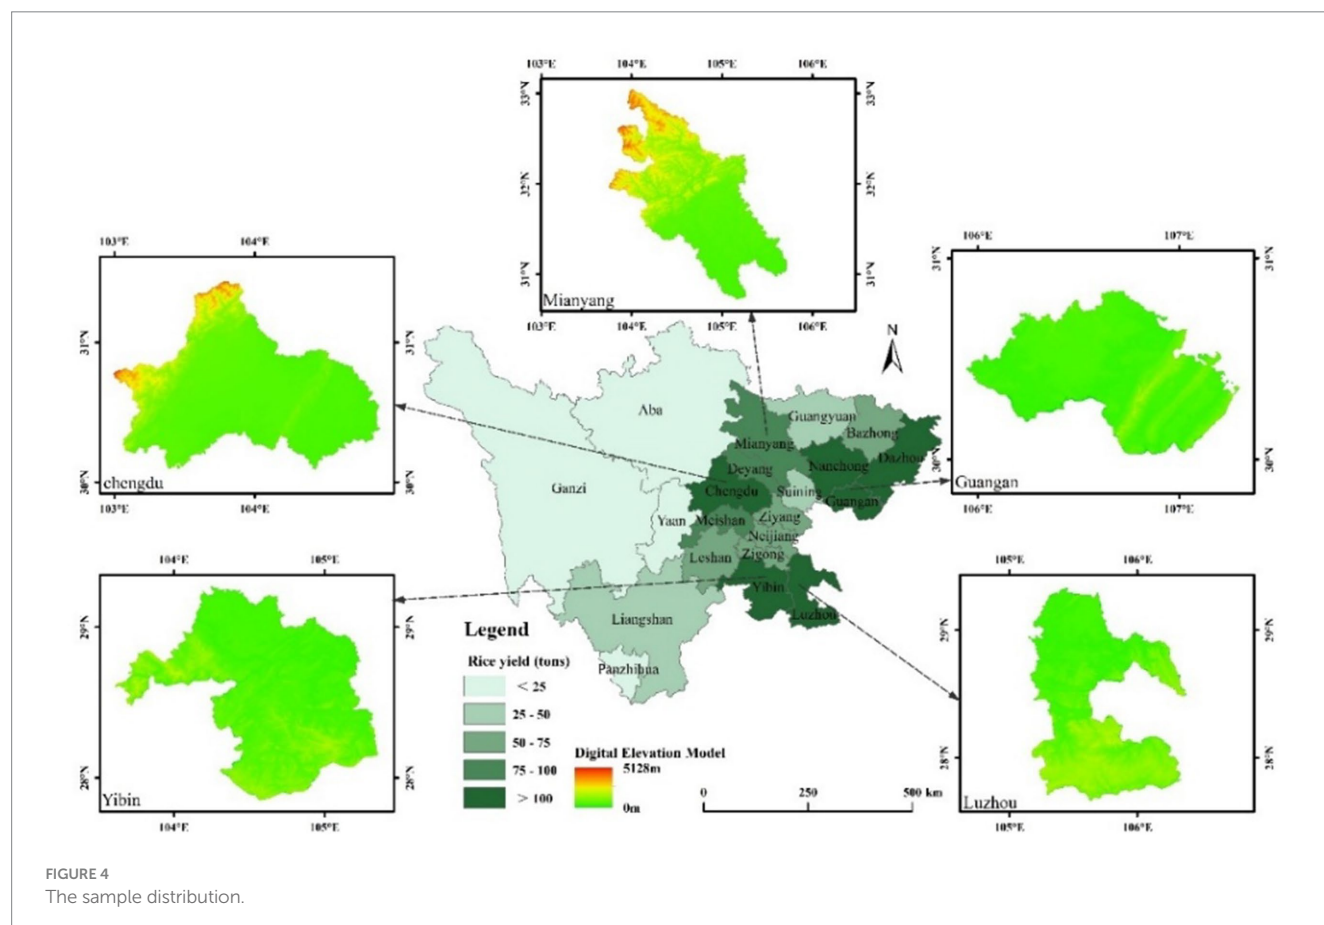 103°E 104°E 105°E 106°E
33°N 33°N
32°N 32°N
31°N 31°N
Mianyang
103°E 104°E 105°E 106°E
103°E 104°E
31°N 31°N
30°N 30°N
chengdu
103°E 104°E
106°E 107°E
31°N 31°N
30°N 30°N
Guangan
106°E 107°E
N
Aba
Guangyuan
Bazhong
Mianyang
Dazhou
Nanchong
Deyang
Ganzi
Chengdu
Suining
Guangan
Yaan
Meishan
Ziyang
Neijiang
Leshan
Zigong
Yibin
Luzhou
Liangshan
Panzhihua
104°E 105°E
29°N 29°N
28°N 28°N
Yibin
104°E 105°E
Legend
Rice yield (tons)
< 25
25 - 50
50 - 75
75 - 100
> 100
Digital Elevation Model
5128m
0m
0 250 500 km
105°E 106°E
29°N 29°N
28°N 28°N
Luzhou
105°E 106°E
FIGURE 4
The sample distribution.